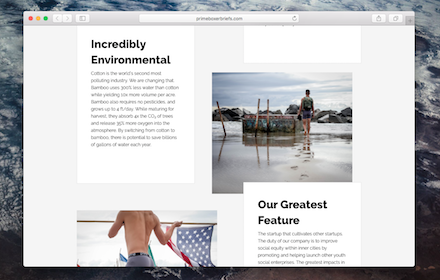 primeboxerbriefs.com
Incredibly
Environmental
Cotton is the world's second most
polluting industry. We are changing that.
Bamboo uses 300% less water than cotton
while yielding 10x more volume per acre.
Bamboo also requires no pesticides, and
grows up to 4 ft/day. While maturing for
harvest, they absorb 4x the CO₂ of trees
and release 35% more oxygen into the
atmosphere. By switching from cotton to
bamboo, there is potential to save billions
of gallons of water each year.
Our Greatest
Feature
The startup that cultivates other startups.
The duty of our company is to improve
social equity within inner cities by
promoting and helping launch other youth
social enterprises. The greatest impacts in